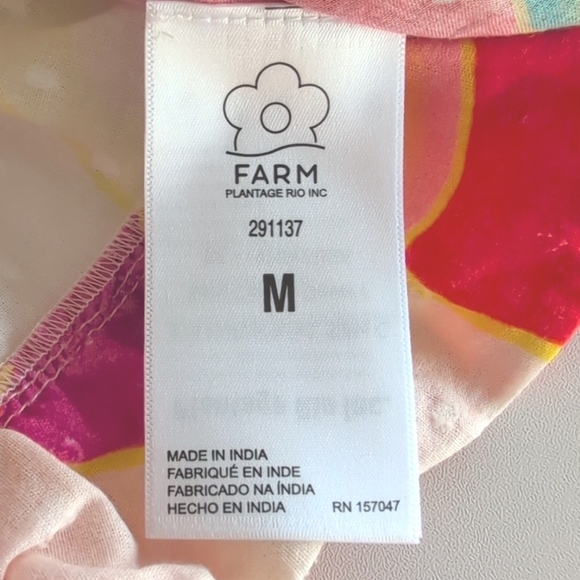 FARM
PLANTAGE RIO INC
291137
M
MADE IN INDIA
FABRIQUÉ EN INDE
FABRICADO NA ÍNDIA
HECHO EN INDIA RN 157047